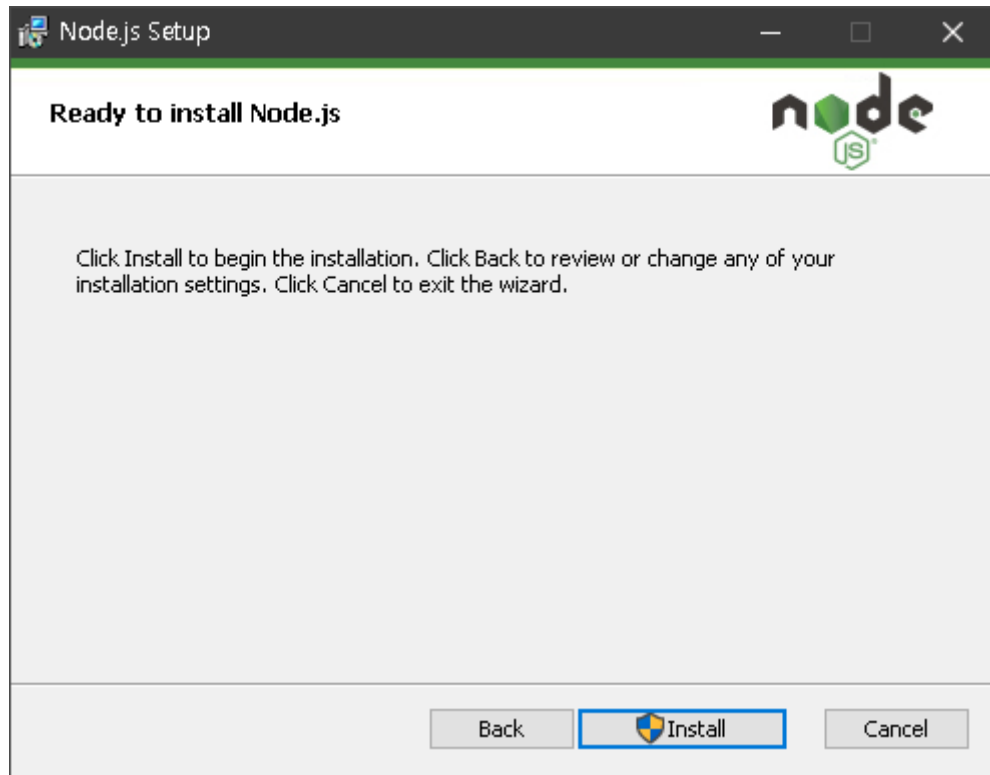 Node.js Setup
Ready to install Node.js
node
JS
Click Install to begin the installation. Click Back to review or change any of your
installation settings. Click Cancel to exit the wizard.
Back
Install
Cancel